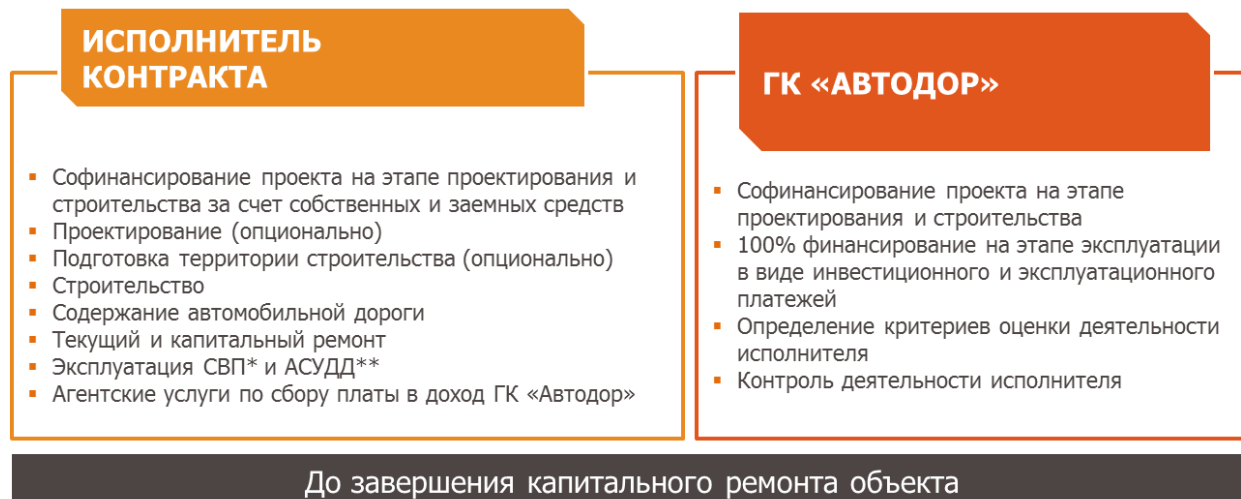 ИСПОЛНИТЕЛЬ
КОНТРАКТА
▪ Софинансирование проекта на этапе проектирования и
строительства за счет собственных и заемных средств
▪ Проектирование (опционально)
▪ Подготовка территории строительства (опционально)
▪ Строительство
▪ Содержание автомобильной дороги
▪ Текущий и капитальный ремонт
▪ Эксплуатация СВП* и АСУДД**
▪ Агентские услуги по сбору платы в доход ГК «Автодор»
ГК «АВТОДОР»
▪ Софинансирование проекта на этапе
проектирования и строительства
▪ 100% финансирование на этапе эксплуатации
в виде инвестиционного и эксплуатационного
платежей
▪ Определение критериев оценки деятельности
исполнителя
▪ Контроль деятельности исполнителя
До завершения капитального ремонта объекта